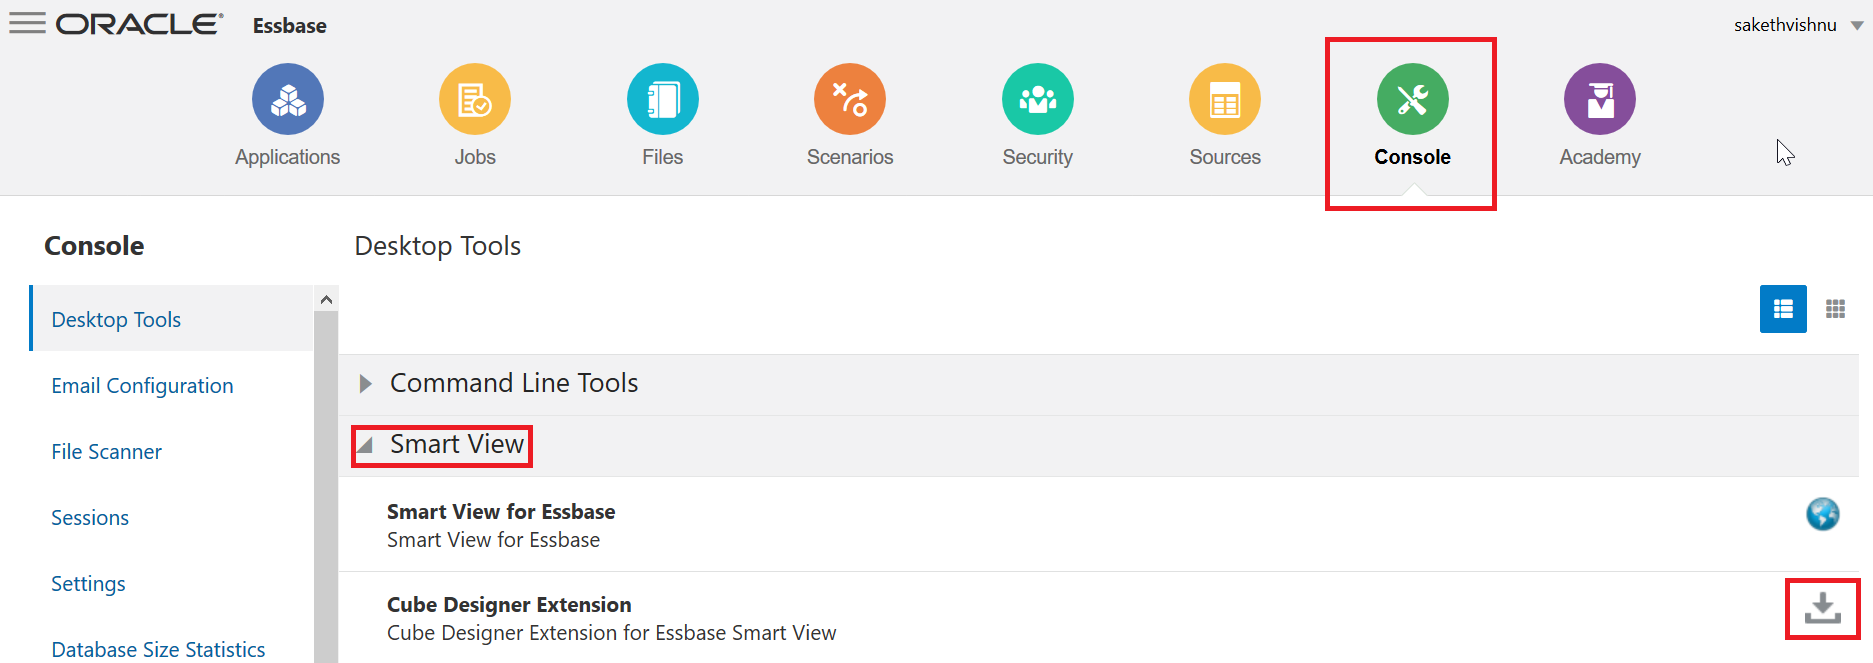 ORACLE® Essbase
sakethvishnu
Applications
Jobs
Files
Scenarios
Security
Sources
Console
Academy
Console
Desktop Tools
Email Configuration
File Scanner
Sessions
Settings
Database Size Statistics
Desktop Tools
Command Line Tools
Smart View
Smart View for Essbase
Smart View for Essbase
Cube Designer Extension
Cube Designer Extension for Essbase Smart View